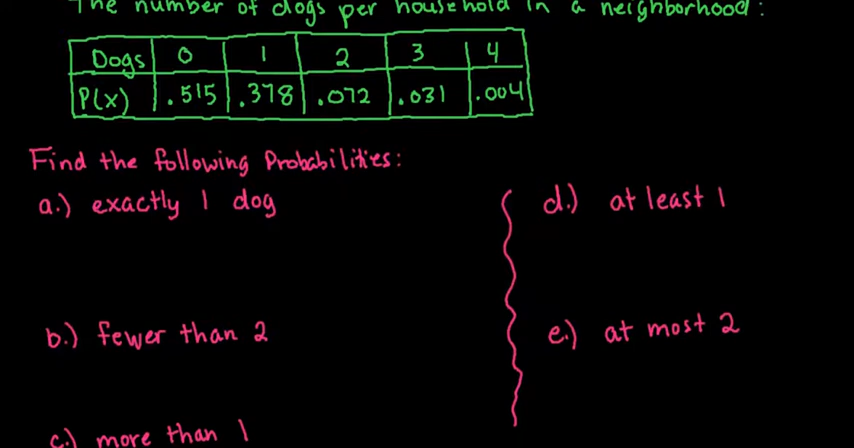 The number of dogs per household in a neighborhood:
Dogs 0 1 2 3 4
P(x) .515 .378 .072 .031 .004
Find the following Probabilities:
a.) exactly 1 dog
b.) fewer than 2
c.) more than 1
d.) at least 1
e.) at most 2